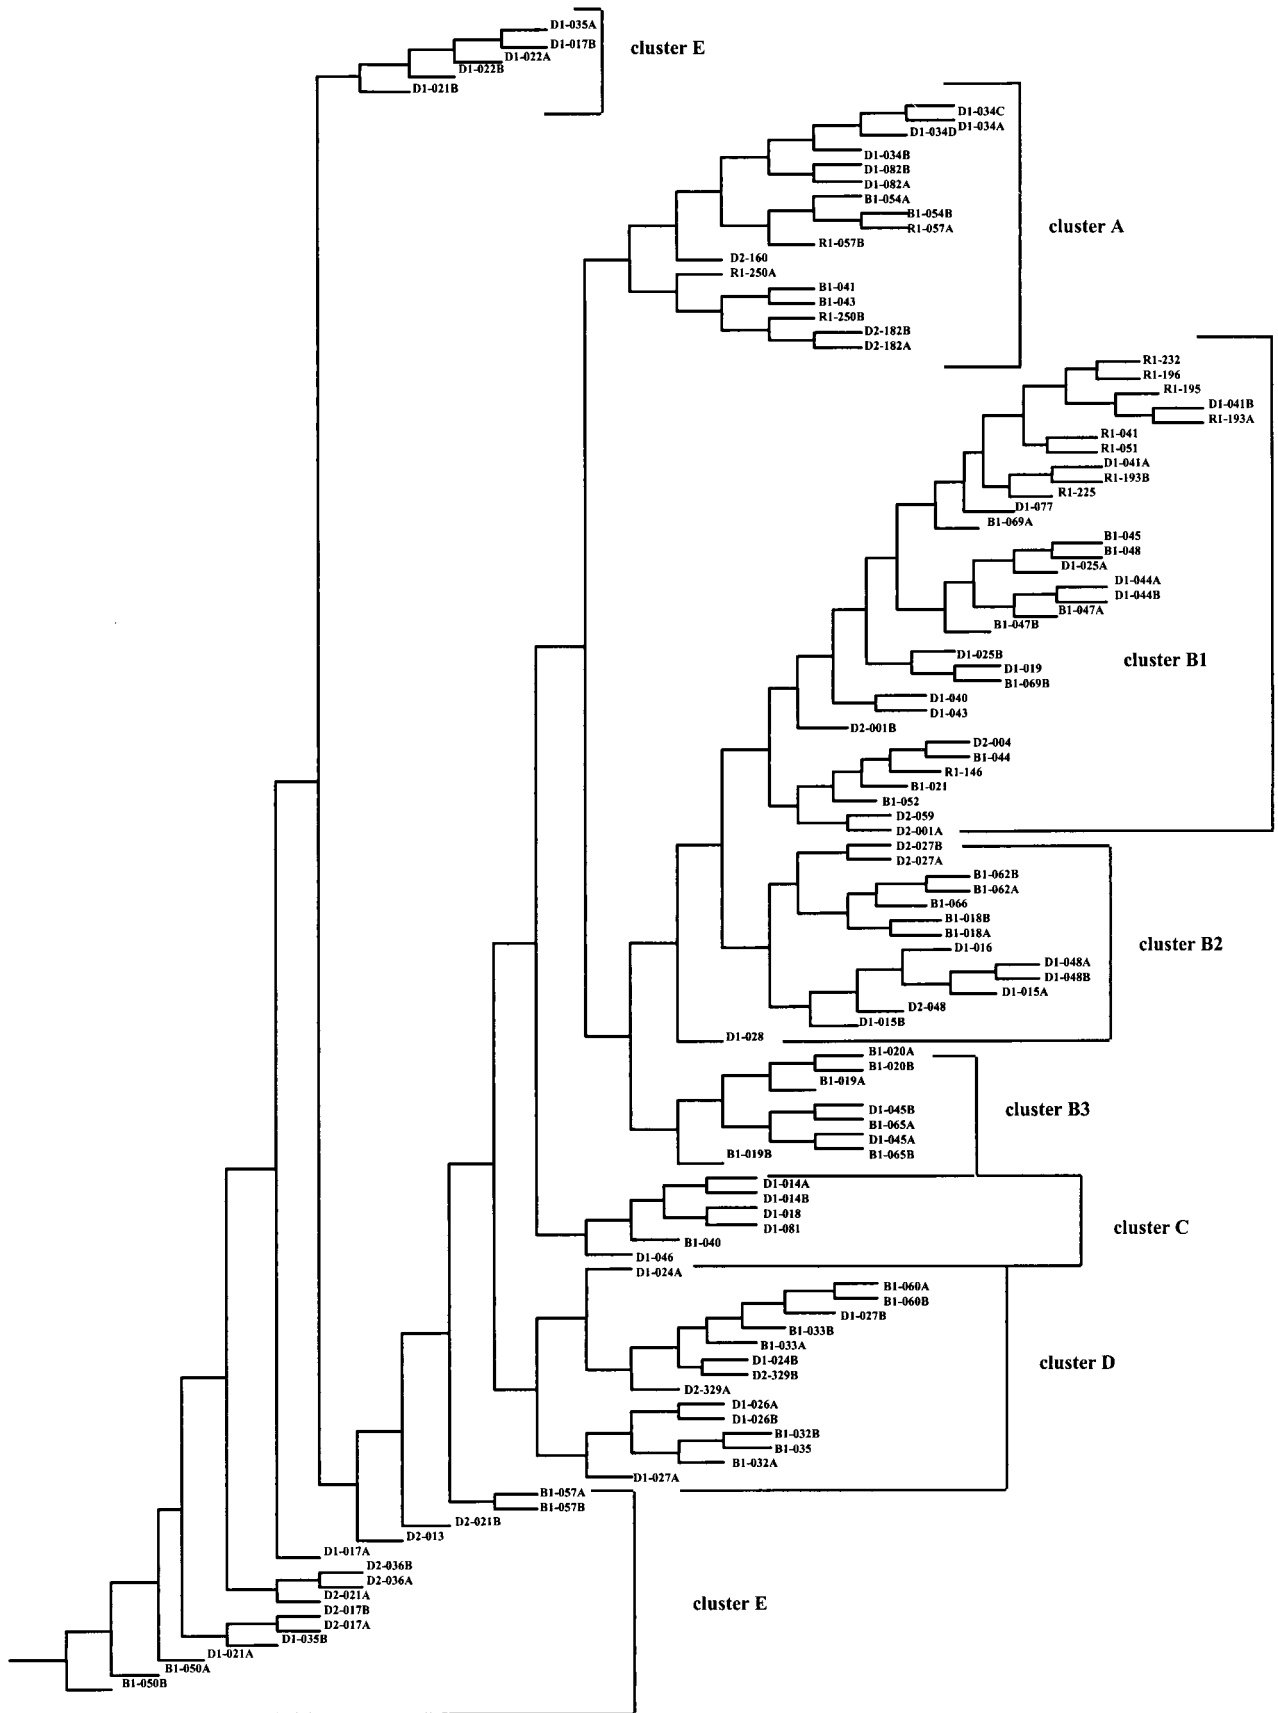 D1-035A
D1-017B
cluster E
D1-022A
D1-022B
D1-021B
D1-034C
D1-034A
D1-034D
D1-034B
D1-082B
D1-082A
B1-054A
B1-054B
cluster A
R1-057A
R1-057B
D2-160
R1-250A
B1-041
B1-043
R1-250B
D2-182B
D2-182A
R1-232
R1-196
R1-195
D1-041B
R1-193A
R1-041
R1-051
D1-041A
R1-193B
R1-225
D1-077
B1-069A
B1-045
B1-048
D1-025A
D1-044A
D1-044B
B1-047A
B1-047B
D1-025B
cluster B1
D1-019
B1-069B
D1-040
D1-043
D2-001B
D2-004
B1-044
R1-146
B1-021
B1-052
D2-059
D2-001A
D2-027B
D2-027A
B1-062B
B1-062A
B1-066
B1-018B
B1-018A
cluster B2
D1-016
D1-048A
D1-048B
D1-015A
D2-048
D1-015B
D1-028
B1-020A
B1-020B
B1-019A
D1-045B
cluster B3
B1-065A
D1-045A
B1-065B
B1-019B
D1-014A
D1-014B
D1-018
D1-081
cluster C
B1-040
D1-046
D1-024A
B1-060A
B1-060B
D1-027B
B1-033B
B1-033A
D1-024B
cluster D
D2-329B
D2-329A
D1-026A
D1-026B
B1-032B
B1-035
B1-032A
D1-027A
B1-057A
B1-057B
D2-021B
D2-013
D1-017A
D2-036B
D2-036A
D2-021A
cluster E
D2-017B
D2-017A
D1-035B
D1-021A
B1-050A
B1-050B